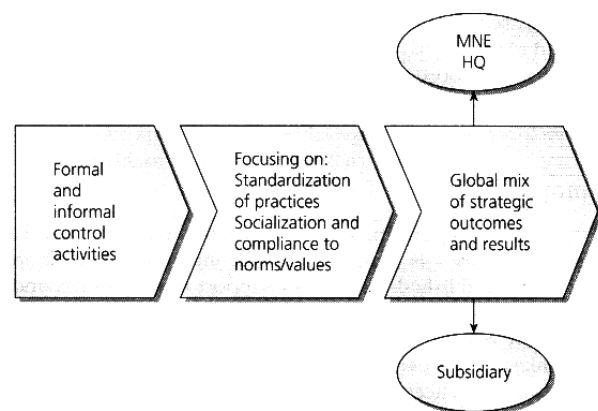 MNE
HQ
Formal
and
informal
control
activities
Focusing on:
Standardization
of practices
Socialization and
compliance to
norms/values
Global mix
of strategic
outcomes
and results
Subsidiary